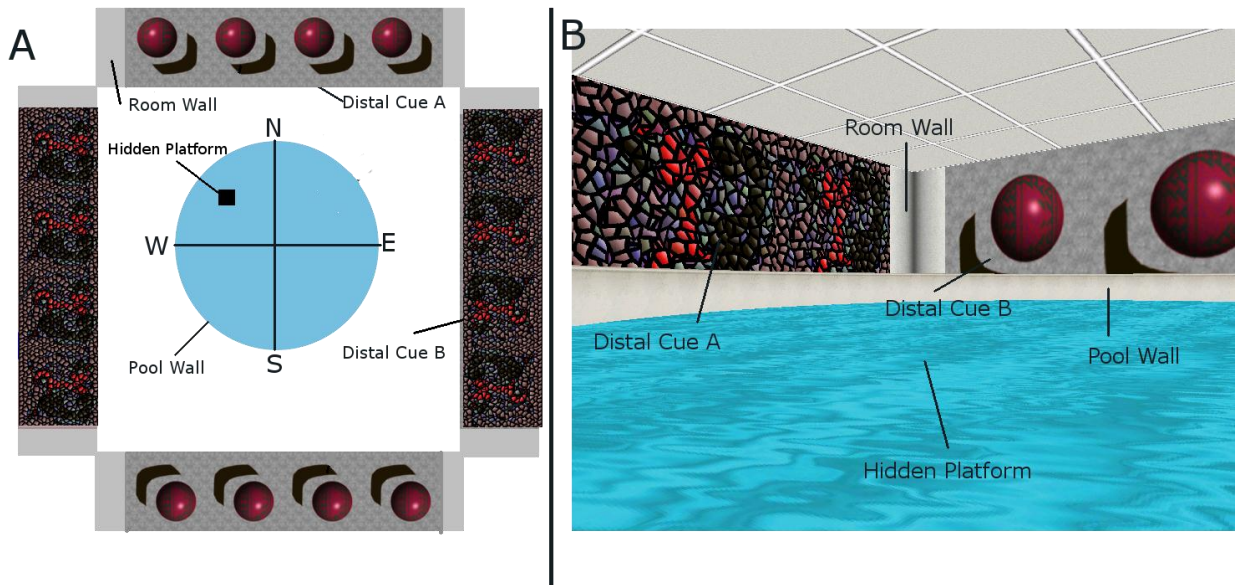 A
Room Wall
Distal Cue A
N
Hidden Platform
W
E
Distal Cue B
Pool Wall
S
B
Room Wall
Distal Cue B
Distal Cue A
Pool Wall
Hidden Platform